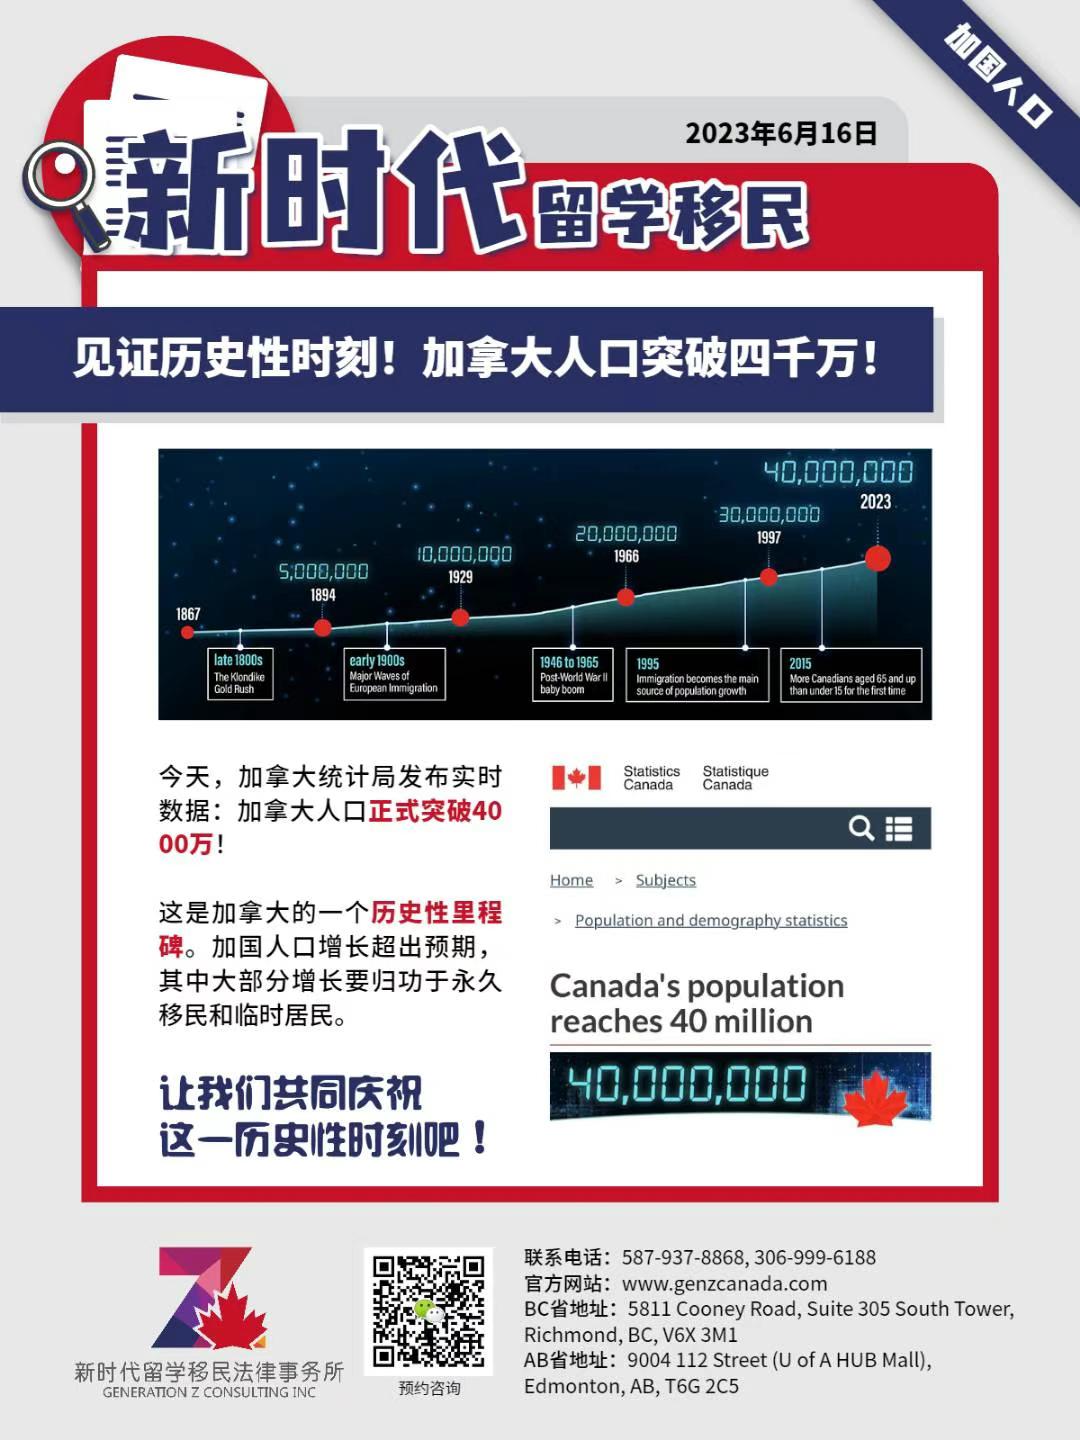 加国人口
2023年6月16日
新时代留学移民
见证历史性时刻！加拿大人口突破四千万！
40,000,000
2023
30,000,000
1997
20,000,000
1966
10,000,000
1929
5,000,000
1894
1867
late 1800s
The Klondike
Gold Rush
early 1900s
Major Waves of
European Immigration
1946 to 1965
Post-World War II
baby boom
1995
Immigration becomes the main
source of population growth
2015
More Canadians aged 65 and up
than under 15 for the first time
今天，加拿大统计局发布实时
数据：加拿大人口正式突破40
00万！
这是加拿大的一个历史性里程
碑。加国人口增长超出预期，
其中大部分增长要归功于永久
移民和临时居民。
让我们共同庆祝
这一历史性时刻吧！
Statistics
Canada
Statistique
Canada
Home > Subjects
> Population and demography statistics
Canada's population
reaches 40 million
40,000,000
新时代留学移民法律事务所
GENERATION Z CONSULTING INC
预约咨询
联系电话：587-937-8868, 306-999-6188
官方网站：www.genzcanada.com
BC省地址：5811 Cooney Road, Suite 305 South Tower,
Richmond, BC, V6X 3M1
AB省地址：9004 112 Street (U of A HUB Mall),
Edmonton, AB, T6G 2C5